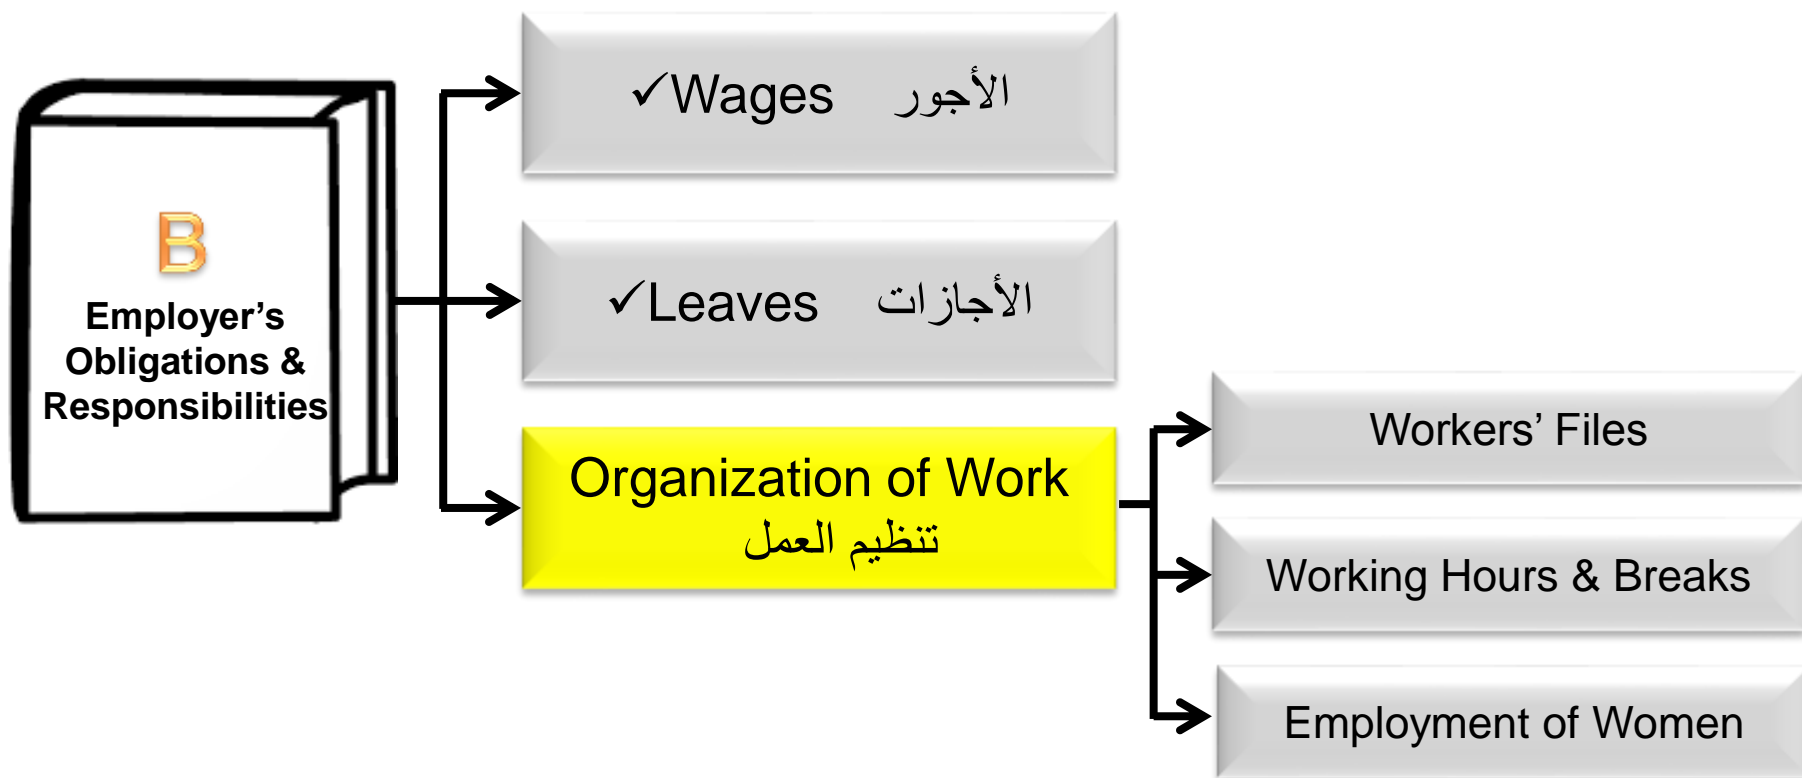 B
Employer’s
Obligations &
Responsibilities
✓Wages الأجور
✓Leaves الأجازات
Organization of Work
تنظيم العمل
Workers’ Files
Working Hours & Breaks
Employment of Women